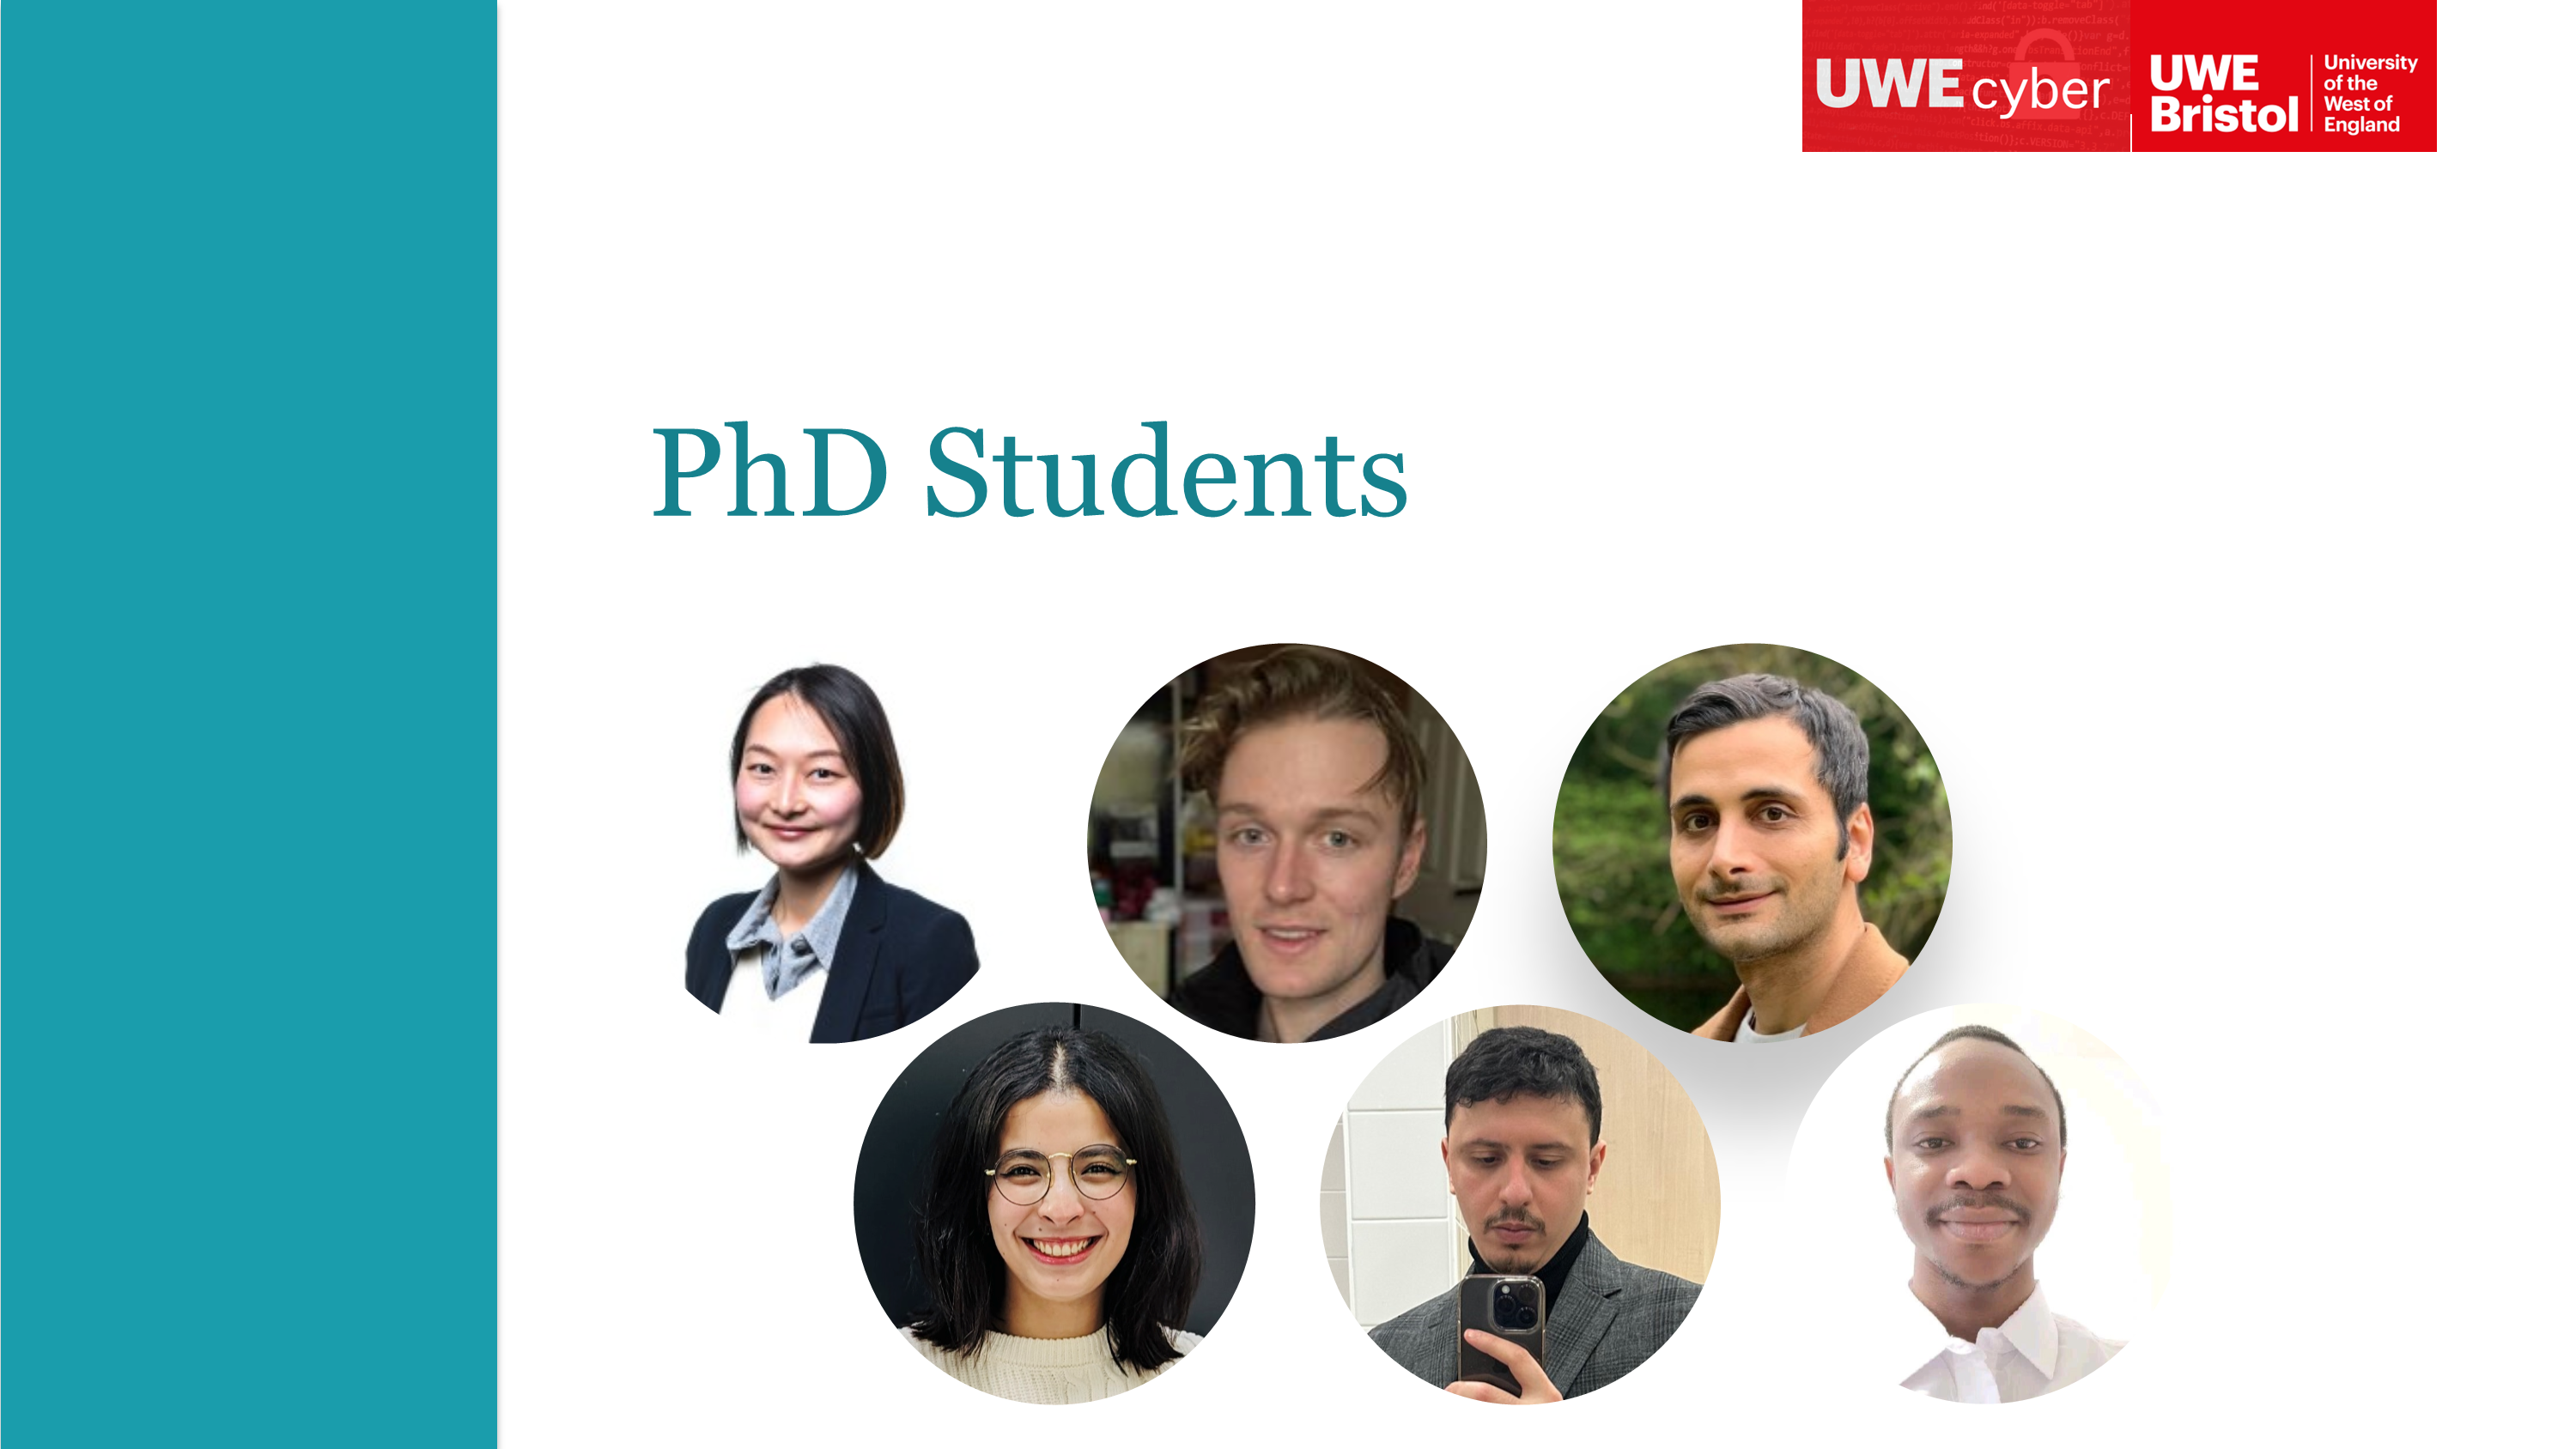 UWE cyber
UWE
Bristol
University
of the
West of
England
PhD Students